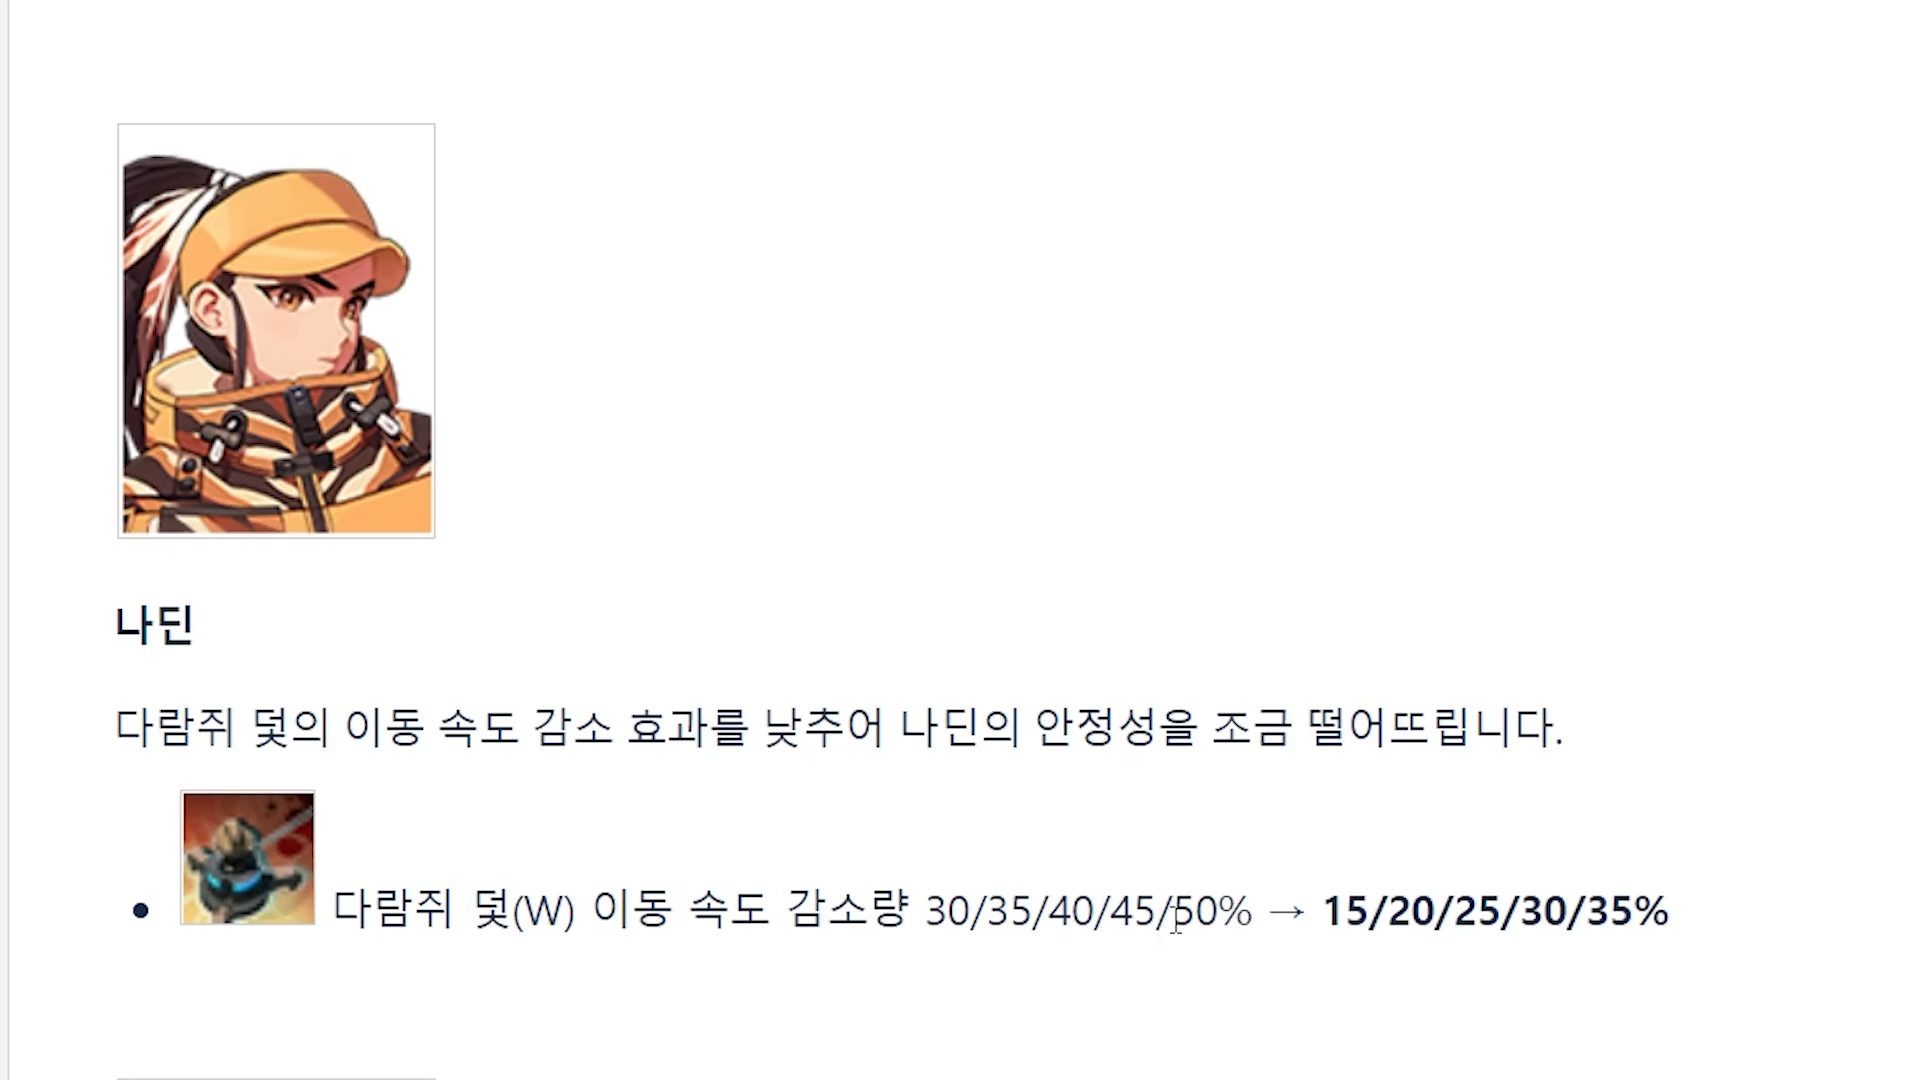 나딘
다람쥐 덫의 이동 속도 감소 효과를 낮추어 나딘의 안정성을 조금 떨어뜨립니다.
• 다람쥐 덫(W) 이동 속도 감소량 30/35/40/45/50% → 15/20/25/30/35%